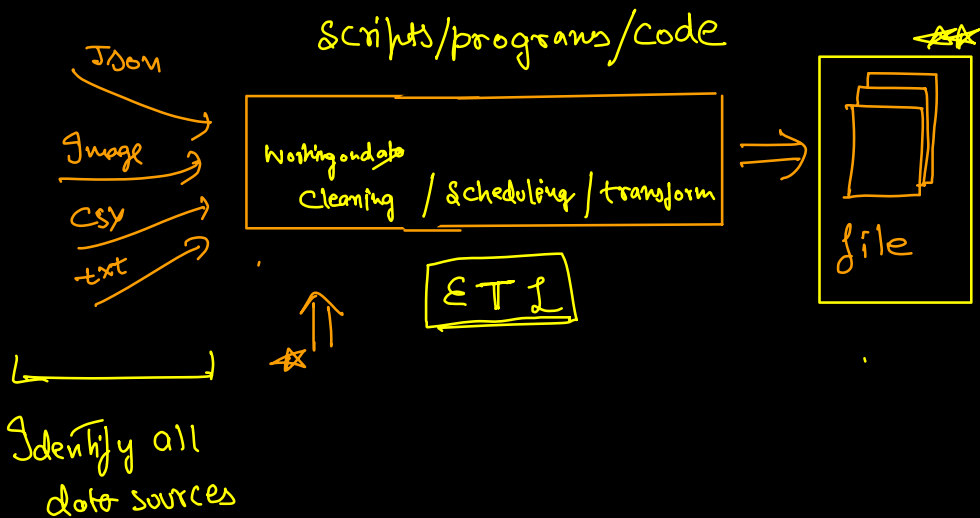 Scripts/programs/code
Json
Image
CSV
txt
Working on data
Cleaning / Scheduling / transform
ETL
file
Identify all
data sources